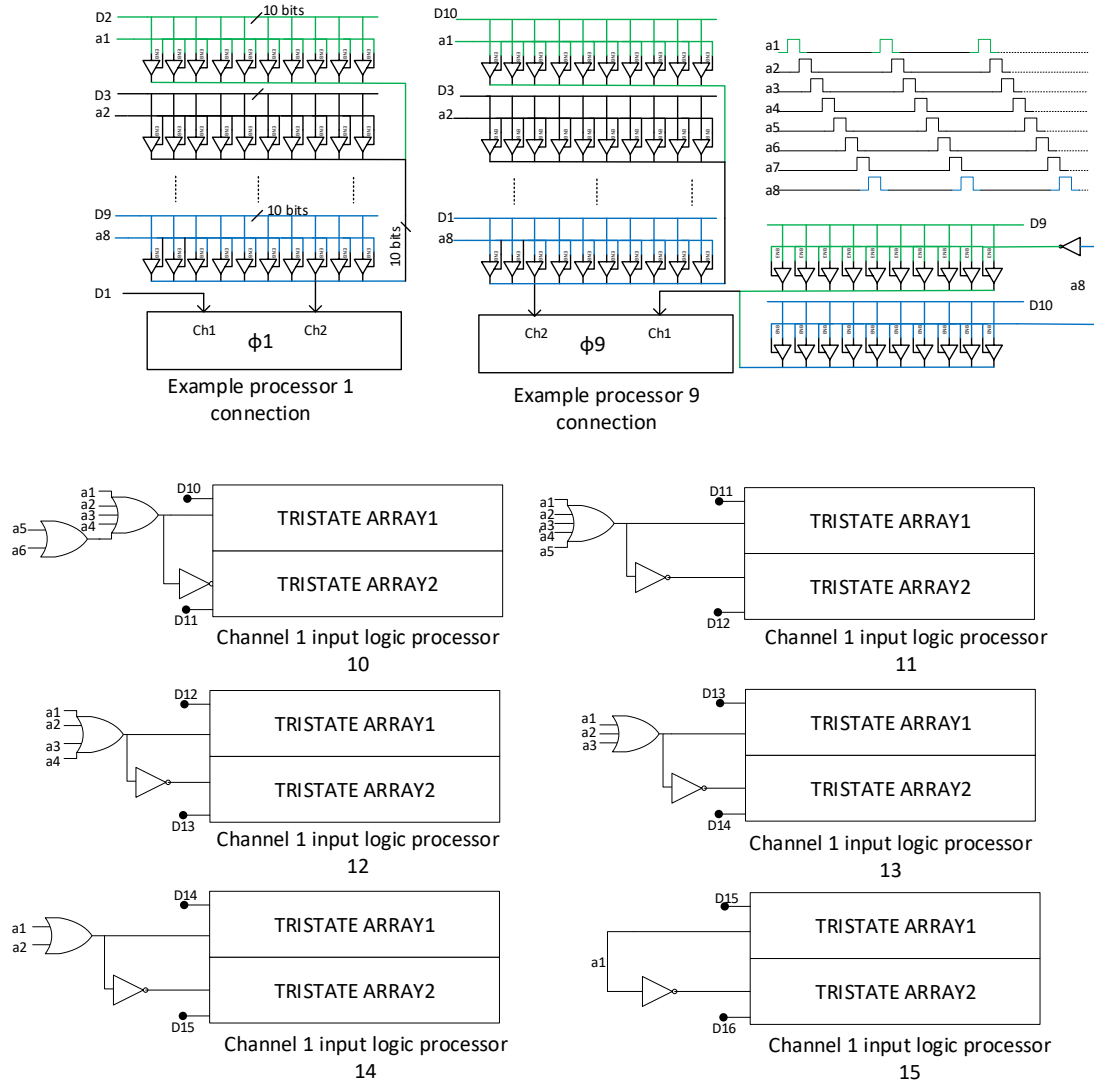 D2
10 bits
a1
D3
a2
D9
10 bits
a8
10 bits
D1
Ch1
Ch2
ϕ1
Example processor 1
connection
D10
a1
D3
a2
D1
a8
Ch2
Ch1
ϕ9
Example processor 9
connection
a1
a2
a3
a4
a5
a6
a7
a8
D9
a8
D10
a1
a2
a3
a4
a5
a6
D10
TRISTATE ARRAY1
TRISTATE ARRAY2
D11
Channel 1 input logic processor
10
a1
a2
a3
a4
a5
D11
TRISTATE ARRAY1
TRISTATE ARRAY2
D12
Channel 1 input logic processor
11
a1
a2
a3
a4
D12
TRISTATE ARRAY1
TRISTATE ARRAY2
D13
Channel 1 input logic processor
12
a1
a2
a3
D13
TRISTATE ARRAY1
TRISTATE ARRAY2
D14
Channel 1 input logic processor
13
a1
a2
D14
TRISTATE ARRAY1
TRISTATE ARRAY2
D15
Channel 1 input logic processor
14
a1
D15
TRISTATE ARRAY1
TRISTATE ARRAY2
D16
Channel 1 input logic processor
15